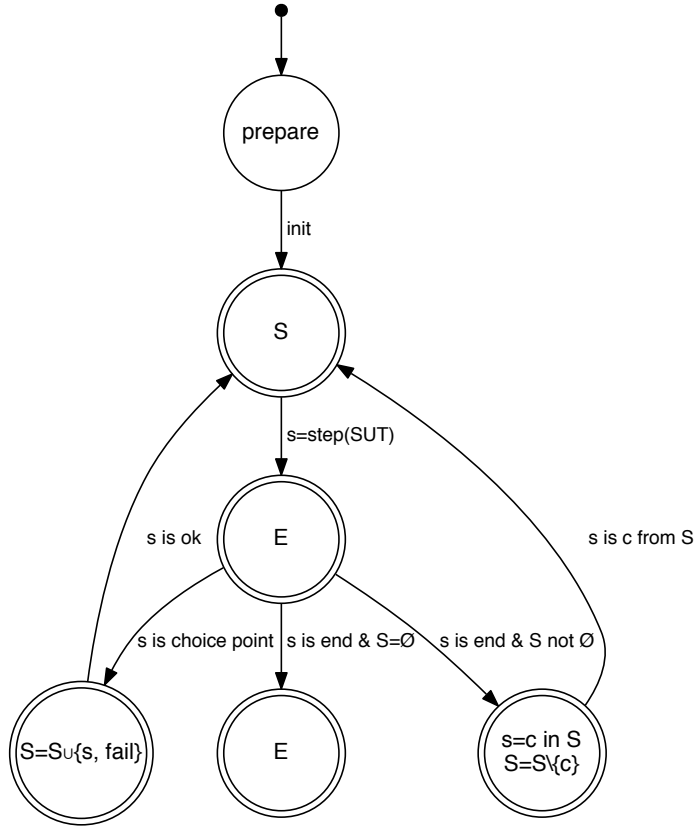 prepare
init
S
s=step(SUT)
E
s is ok
s is c from S
s is choice point
s is end & S=Ø
s is end & S not Ø
S=S∪{s, fail}
E
s=c in S
S=S\{c}